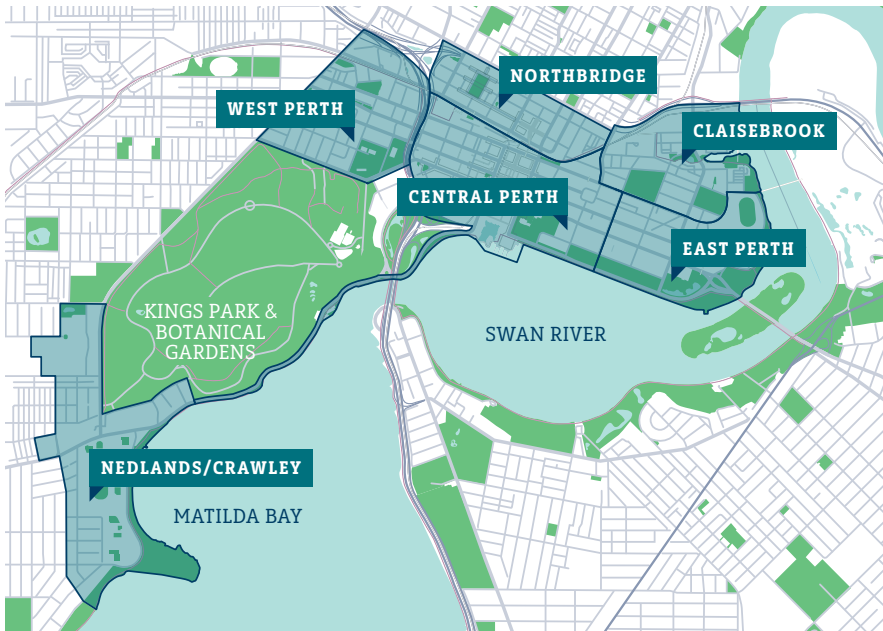 NORTHBRIDGE
WEST PERTH
CLAISEBROOK
CENTRAL PERTH
EAST PERTH
KINGS PARK &
BOTANICAL
GARDENS
SWAN RIVER
NEDLANDS/CRAWLEY
MATILDA BAY